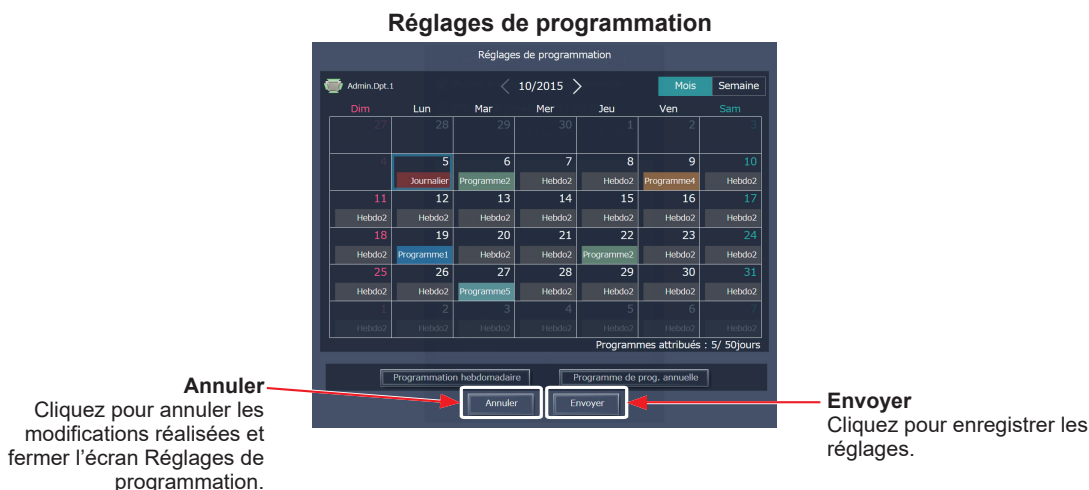 Réglages de programmation
Réglages de programmation
Admin.Dpt.1
10/2015
Mois Semaine
Dim Lun Mar Mer Jeu Ven Sam
27 28 29 30 1 2 3
4 5 6 7 8 9 10
Journalier Programme2 Hebdo2 Hebdo2 Programme4 Hebdo2
11 12 13 14 15 16 17
Hebdo2 Hebdo2 Hebdo2 Hebdo2 Hebdo2 Hebdo2 Hebdo2
18 19 20 21 22 23 24
Hebdo2 Programme1 Hebdo2 Hebdo2 Programme2 Hebdo2 Hebdo2
25 26 27 28 29 30 31
Hebdo2 Hebdo2 Programme5 Hebdo2 Hebdo2 Hebdo2 Hebdo2
1 2 3 4 5 6 7
Hebdo2 Hebdo2 Hebdo2 Hebdo2 Hebdo2 Hebdo2 Hebdo2
Programmes attribués : 5/ 50jours
Programmation hebdomadaire Programme de prog. annuelle
Annuler Envoyer
Annuler
Cliquez pour annuler les
modifications réalisées et
fermer l’écran Réglages de
programmation.
Envoyer
Cliquez pour enregistrer les
réglages.